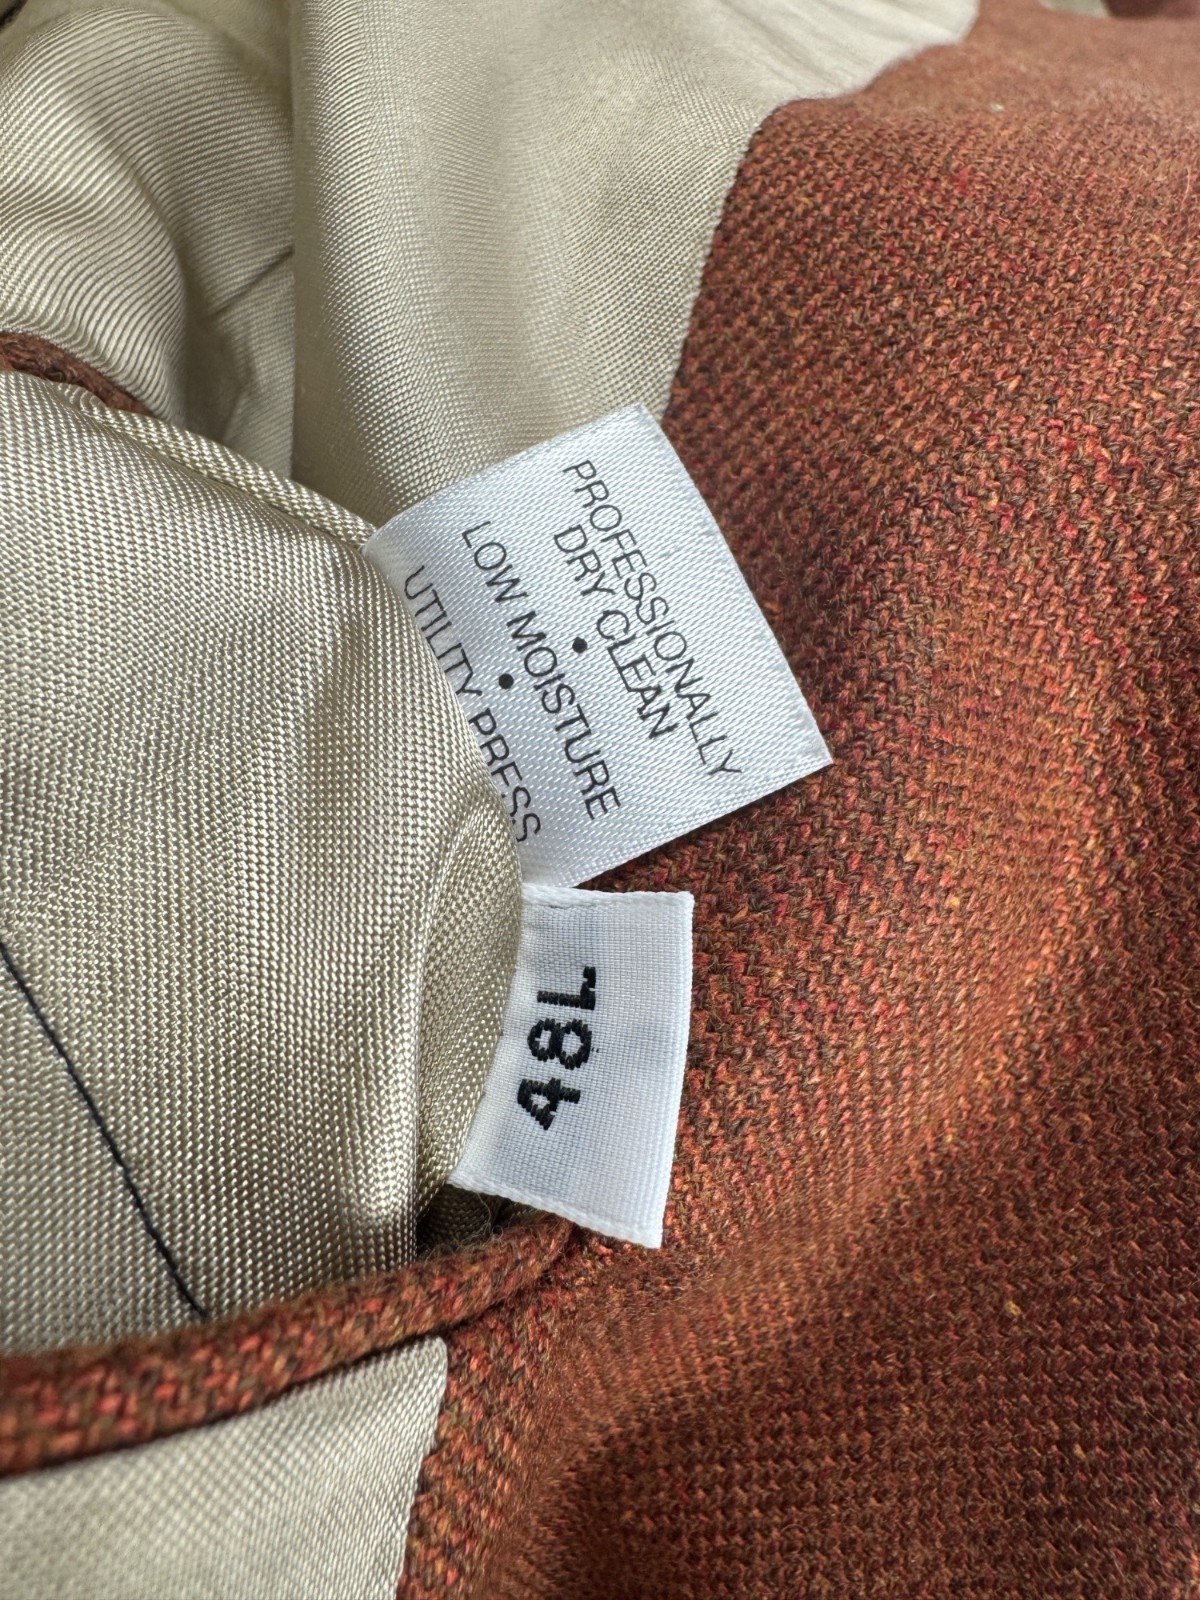 PROFESSIONALLY
DRY CLEAN
•
LOW MOISTURE
•
UTILITY PRESS
48L